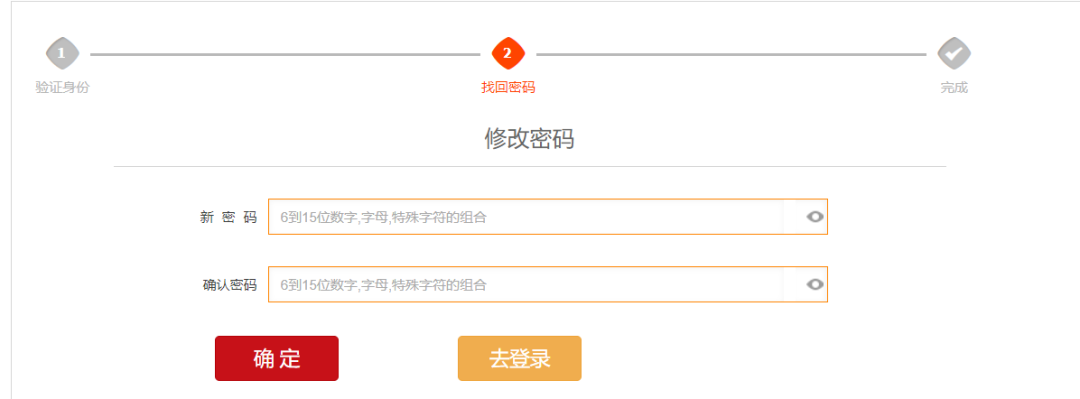 1
2
验证身份
找回密码
完成
修改密码
新 密 码
6到15位数字,字母,特殊字符的组合
确认密码
6到15位数字,字母,特殊字符的组合
确 定
去登录